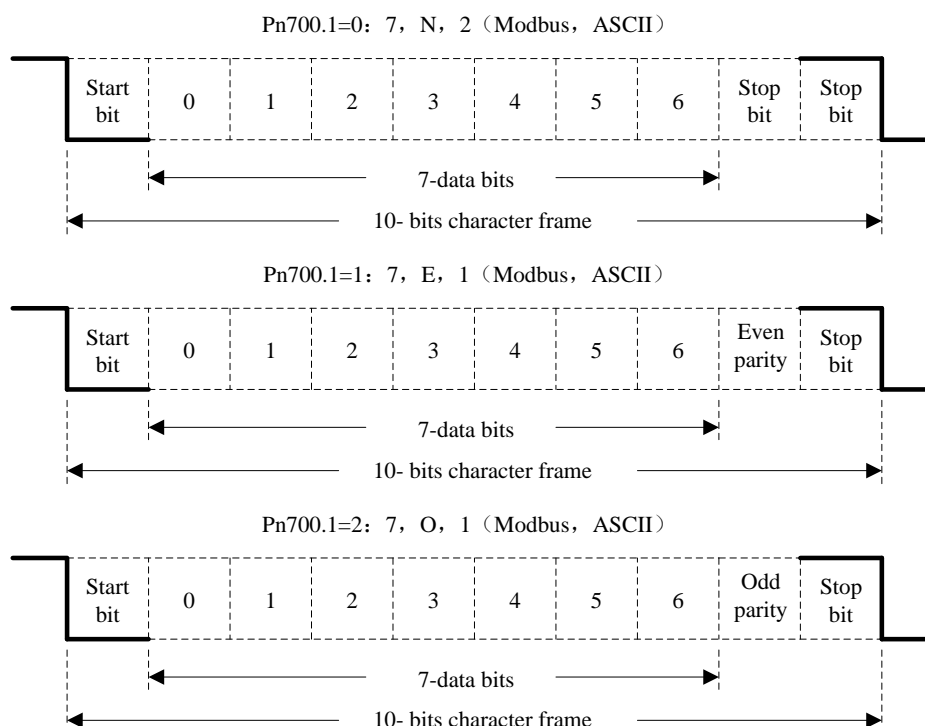 Pn700.1=0：7，N，2（Modbus，ASCII）
Start bit 0 1 2 3 4 5 6 Stop bit Stop bit
7-data bits
10- bits character frame
Pn700.1=1：7，E，1（Modbus，ASCII）
Start bit 0 1 2 3 4 5 6 Even parity Stop bit
7-data bits
10- bits character frame
Pn700.1=2：7，O，1（Modbus，ASCII）
Start bit 0 1 2 3 4 5 6 Odd parity Stop bit
7-data bits
10- bits character frame